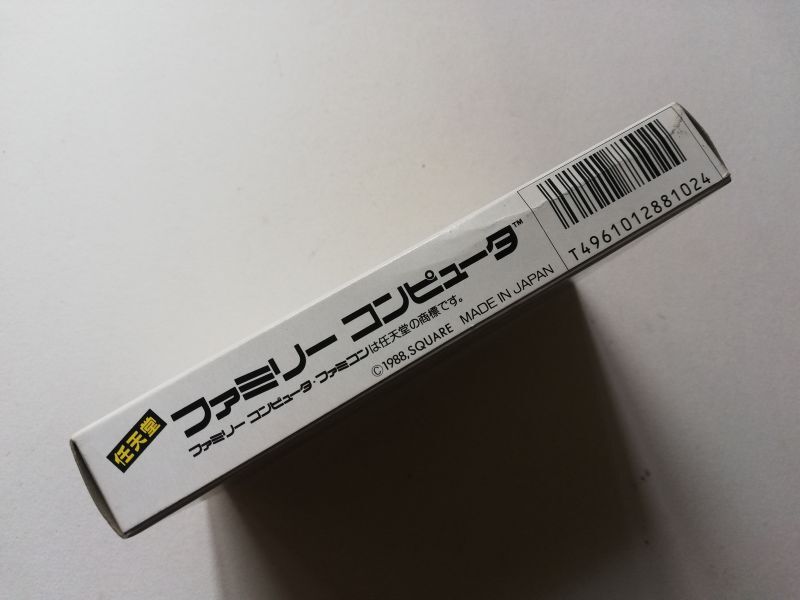 任天堂
ファミリー コンピュータ™
ファミリー コンピュータ・ファミコンは任天堂の商標です。
©1988,SQUARE MADE IN JAPAN
T4961012881024